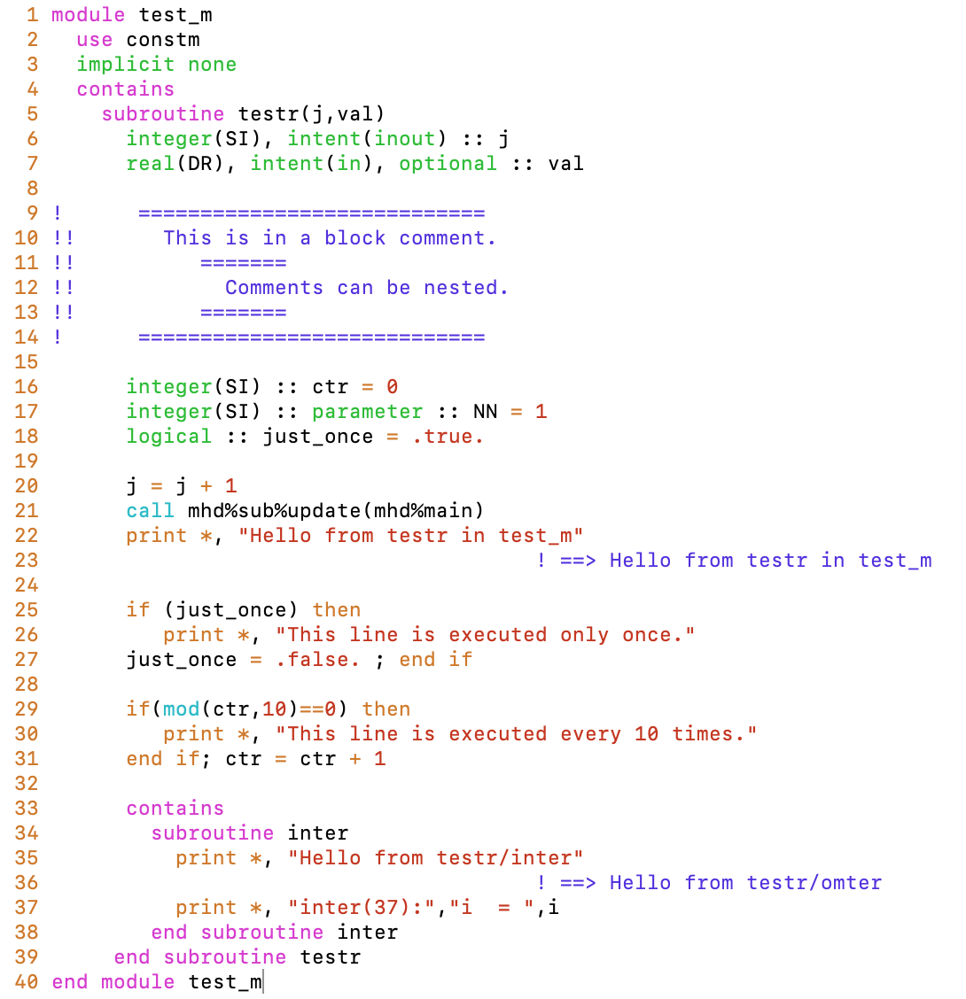 1 module test_m
2   use constm
3   implicit none
4   contains
5     subroutine testr(j,val)
6       integer(SI), intent(inout) :: j
7       real(DR), intent(in), optional :: val
8
9 !      ============================
10 !!       This is in a block comment.
11 !!          =======
12 !!            Comments can be nested.
13 !!          =======
14 !      ============================
15
16       integer(SI) :: ctr = 0
17       integer(SI) :: parameter :: NN = 1
18       logical :: just_once = .true.
19
20       j = j + 1
21       call mhd%sub%update(mhd%main)
22       print *, "Hello from testr in test_m"
23                                        ! ==> Hello from testr in test_m
24
25       if (just_once) then
26          print *, "This line is executed only once."
27       just_once = .false. ; end if
28
29       if(mod(ctr,10)==0) then
30          print *, "This line is executed every 10 times."
31       end if; ctr = ctr + 1
32
33       contains
34         subroutine inter
35           print *, "Hello from testr/inter"
36                                        ! ==> Hello from testr/omter
37           print *, "inter(37):","i  = ",i
38         end subroutine inter
39      end subroutine testr
40 end module test_m